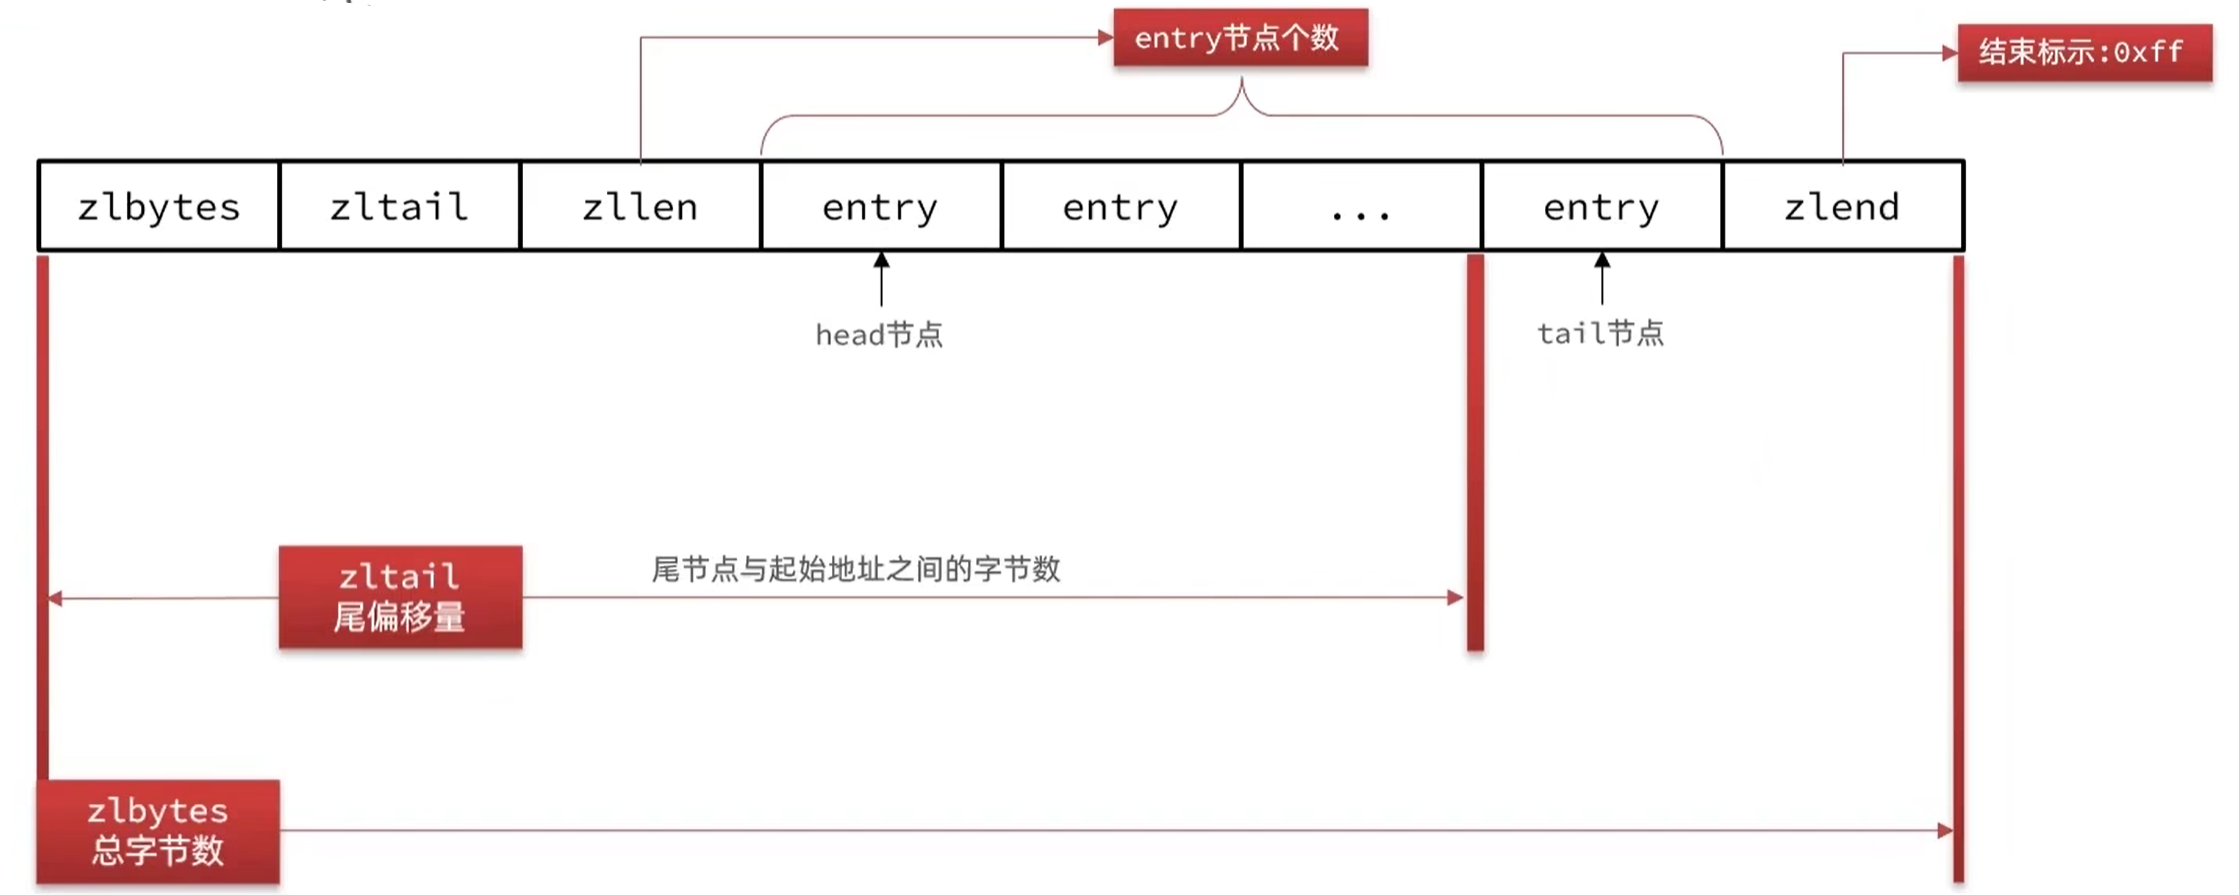 entry节点个数
结束标示:0xff
zlbytes
zltail
zllen
entry
entry
...
entry
zlend
head节点
tail节点
zltail
尾偏移量
尾节点与起始地址之间的字节数
zlbytes
总字节数